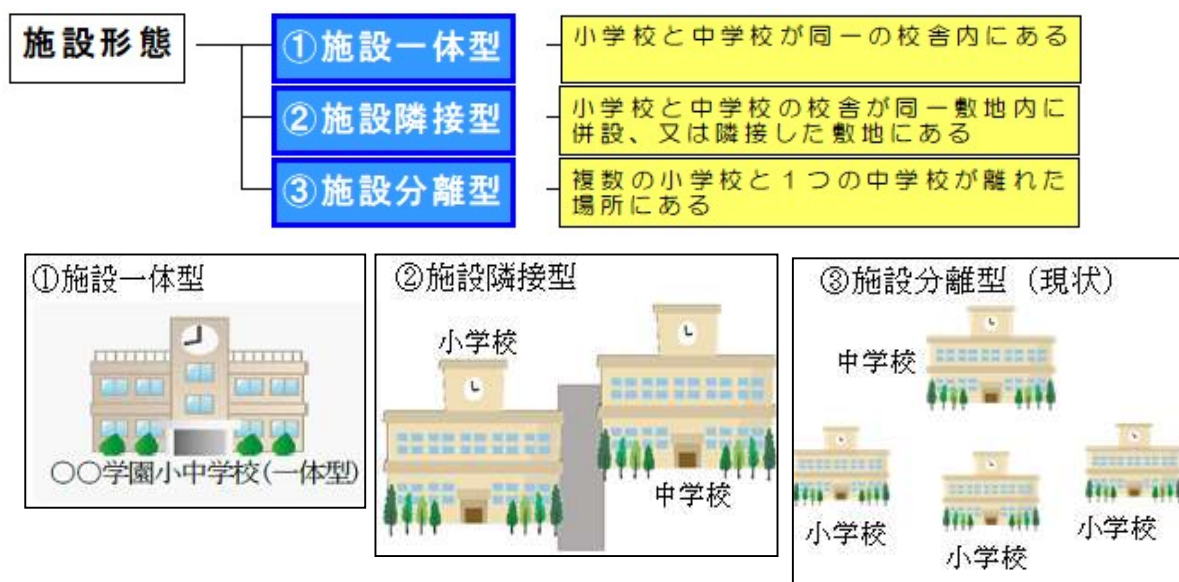 施設形態
①施設一体型
小学校と中学校が同一の校舎内にある
②施設隣接型
小学校と中学校の校舎が同一敷地内に
併設、又は隣接した敷地にある
③施設分離型
複数の小学校と１つの中学校が離れた
場所にある
①施設一体型
〇〇学園小中学校(一体型)
②施設隣接型
小学校
中学校
③施設分離型（現状）
中学校
小学校
小学校
小学校